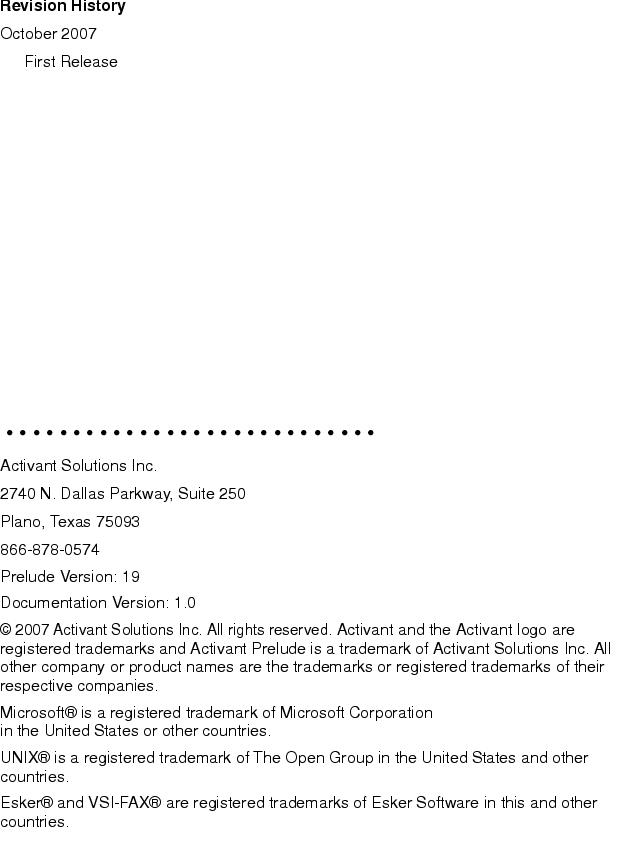 Revision History
October 2007
First Release
Activant Solutions Inc.
2740 N. Dallas Parkway, Suite 250
Plano, Texas 75093
866-878-0574
Prelude Version: 19
Documentation Version: 1.0
© 2007 Activant Solutions Inc. All rights reserved. Activant and the Activant logo are
registered trademarks and Activant Prelude is a trademark of Activant Solutions Inc. All
other company or product names are the trademarks or registered trademarks of their
respective companies.
Microsoft® is a registered trademark of Microsoft Corporation
in the United States or other countries.
UNIX® is a registered trademark of The Open Group in the United States and other
countries.
Esker® and VSI-FAX® are registered trademarks of Esker Software in this and other
countries.